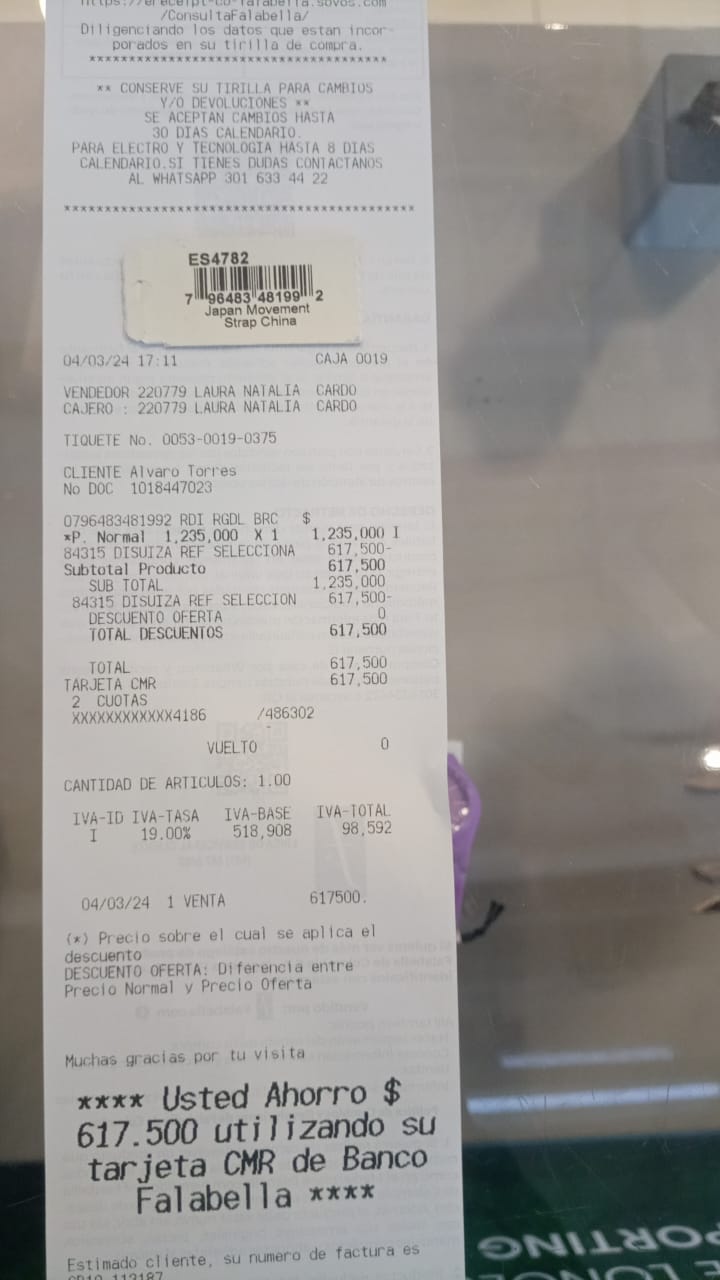 https://ereceipt-co-falabella.sovos.com
/ConsultaFalabella/
Diligenciando los datos que estan incor-
porados en su tirilla de compra.
****************************************
** CONSERVE SU TIRILLA PARA CAMBIOS
Y/O DEVOLUCIONES **
SE ACEPTAN CAMBIOS HASTA
30 DIAS CALENDARIO.
PARA ELECTRO Y TECNOLOGIA HASTA 8 DIAS
CALENDARIO.SI TIENES DUDAS CONTACTANOS
AL WHATSAPP 301 633 44 22
****************************************
ES4782
7 96483 48199 2
Japan Movement
Strap China
04/03/24 17:11 CAJA 0019
VENDEDOR 220779 LAURA NATALIA CARDO
CAJERO : 220779 LAURA NATALIA CARDO
TIQUETE No. 0053-0019-0375
CLIENTE Alvaro Torres
No DOC 1018447023
0796483481992 RDI RGDL BRC $
*P. Normal 1,235,000 X 1 1,235,000 I
84315 DISUIZA REF SELECCIONA 617,500-
Subtotal Producto 617,500
SUB TOTAL 1,235,000
84315 DISUIZA REF SELECCION 617,500-
DESCUENTO OFERTA 0
TOTAL DESCUENTOS 617,500
TOTAL 617,500
TARJETA CMR 617,500
2 CUOTAS
XXXXXXXXXXXX4186 /486302
-
VUELTO 0
CANTIDAD DE ARTICULOS: 1.00
IVA-ID IVA-TASA IVA-BASE IVA-TOTAL
I 19.00% 518,908 98,592
04/03/24 1 VENTA 617500.
(*) Precio sobre el cual se aplica el
descuento
DESCUENTO OFERTA: Diferencia entre
Precio Normal y Precio Oferta
Muchas gracias por tu visita
**** Usted Ahorro $
617.500 utilizando su
tarjeta CMR de Banco
Falabella ****
Estimado cliente, su numero de factura es
113187